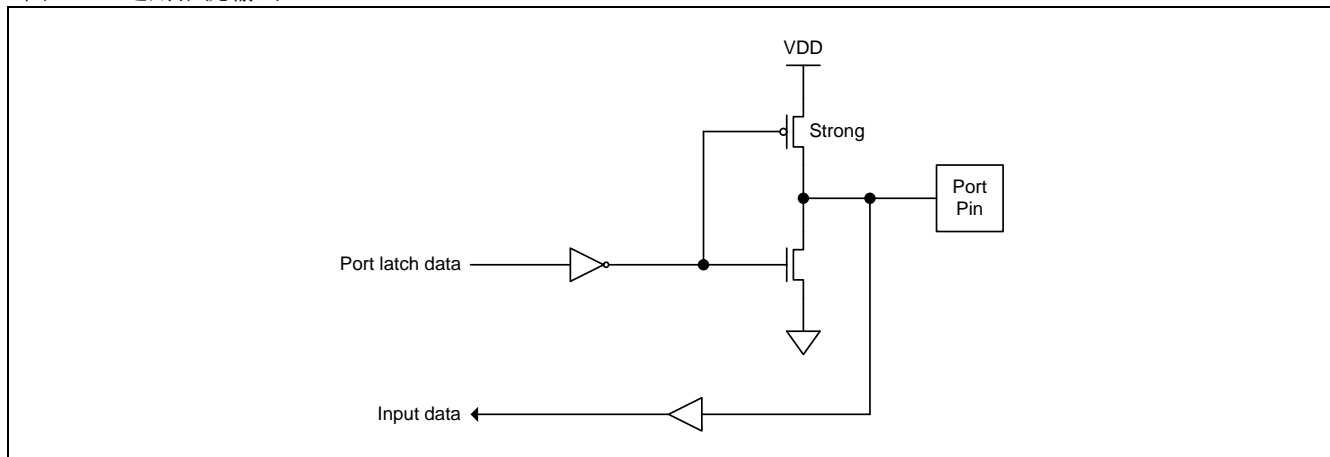 VDD
Strong
Port
Pin
Port latch data
Input data